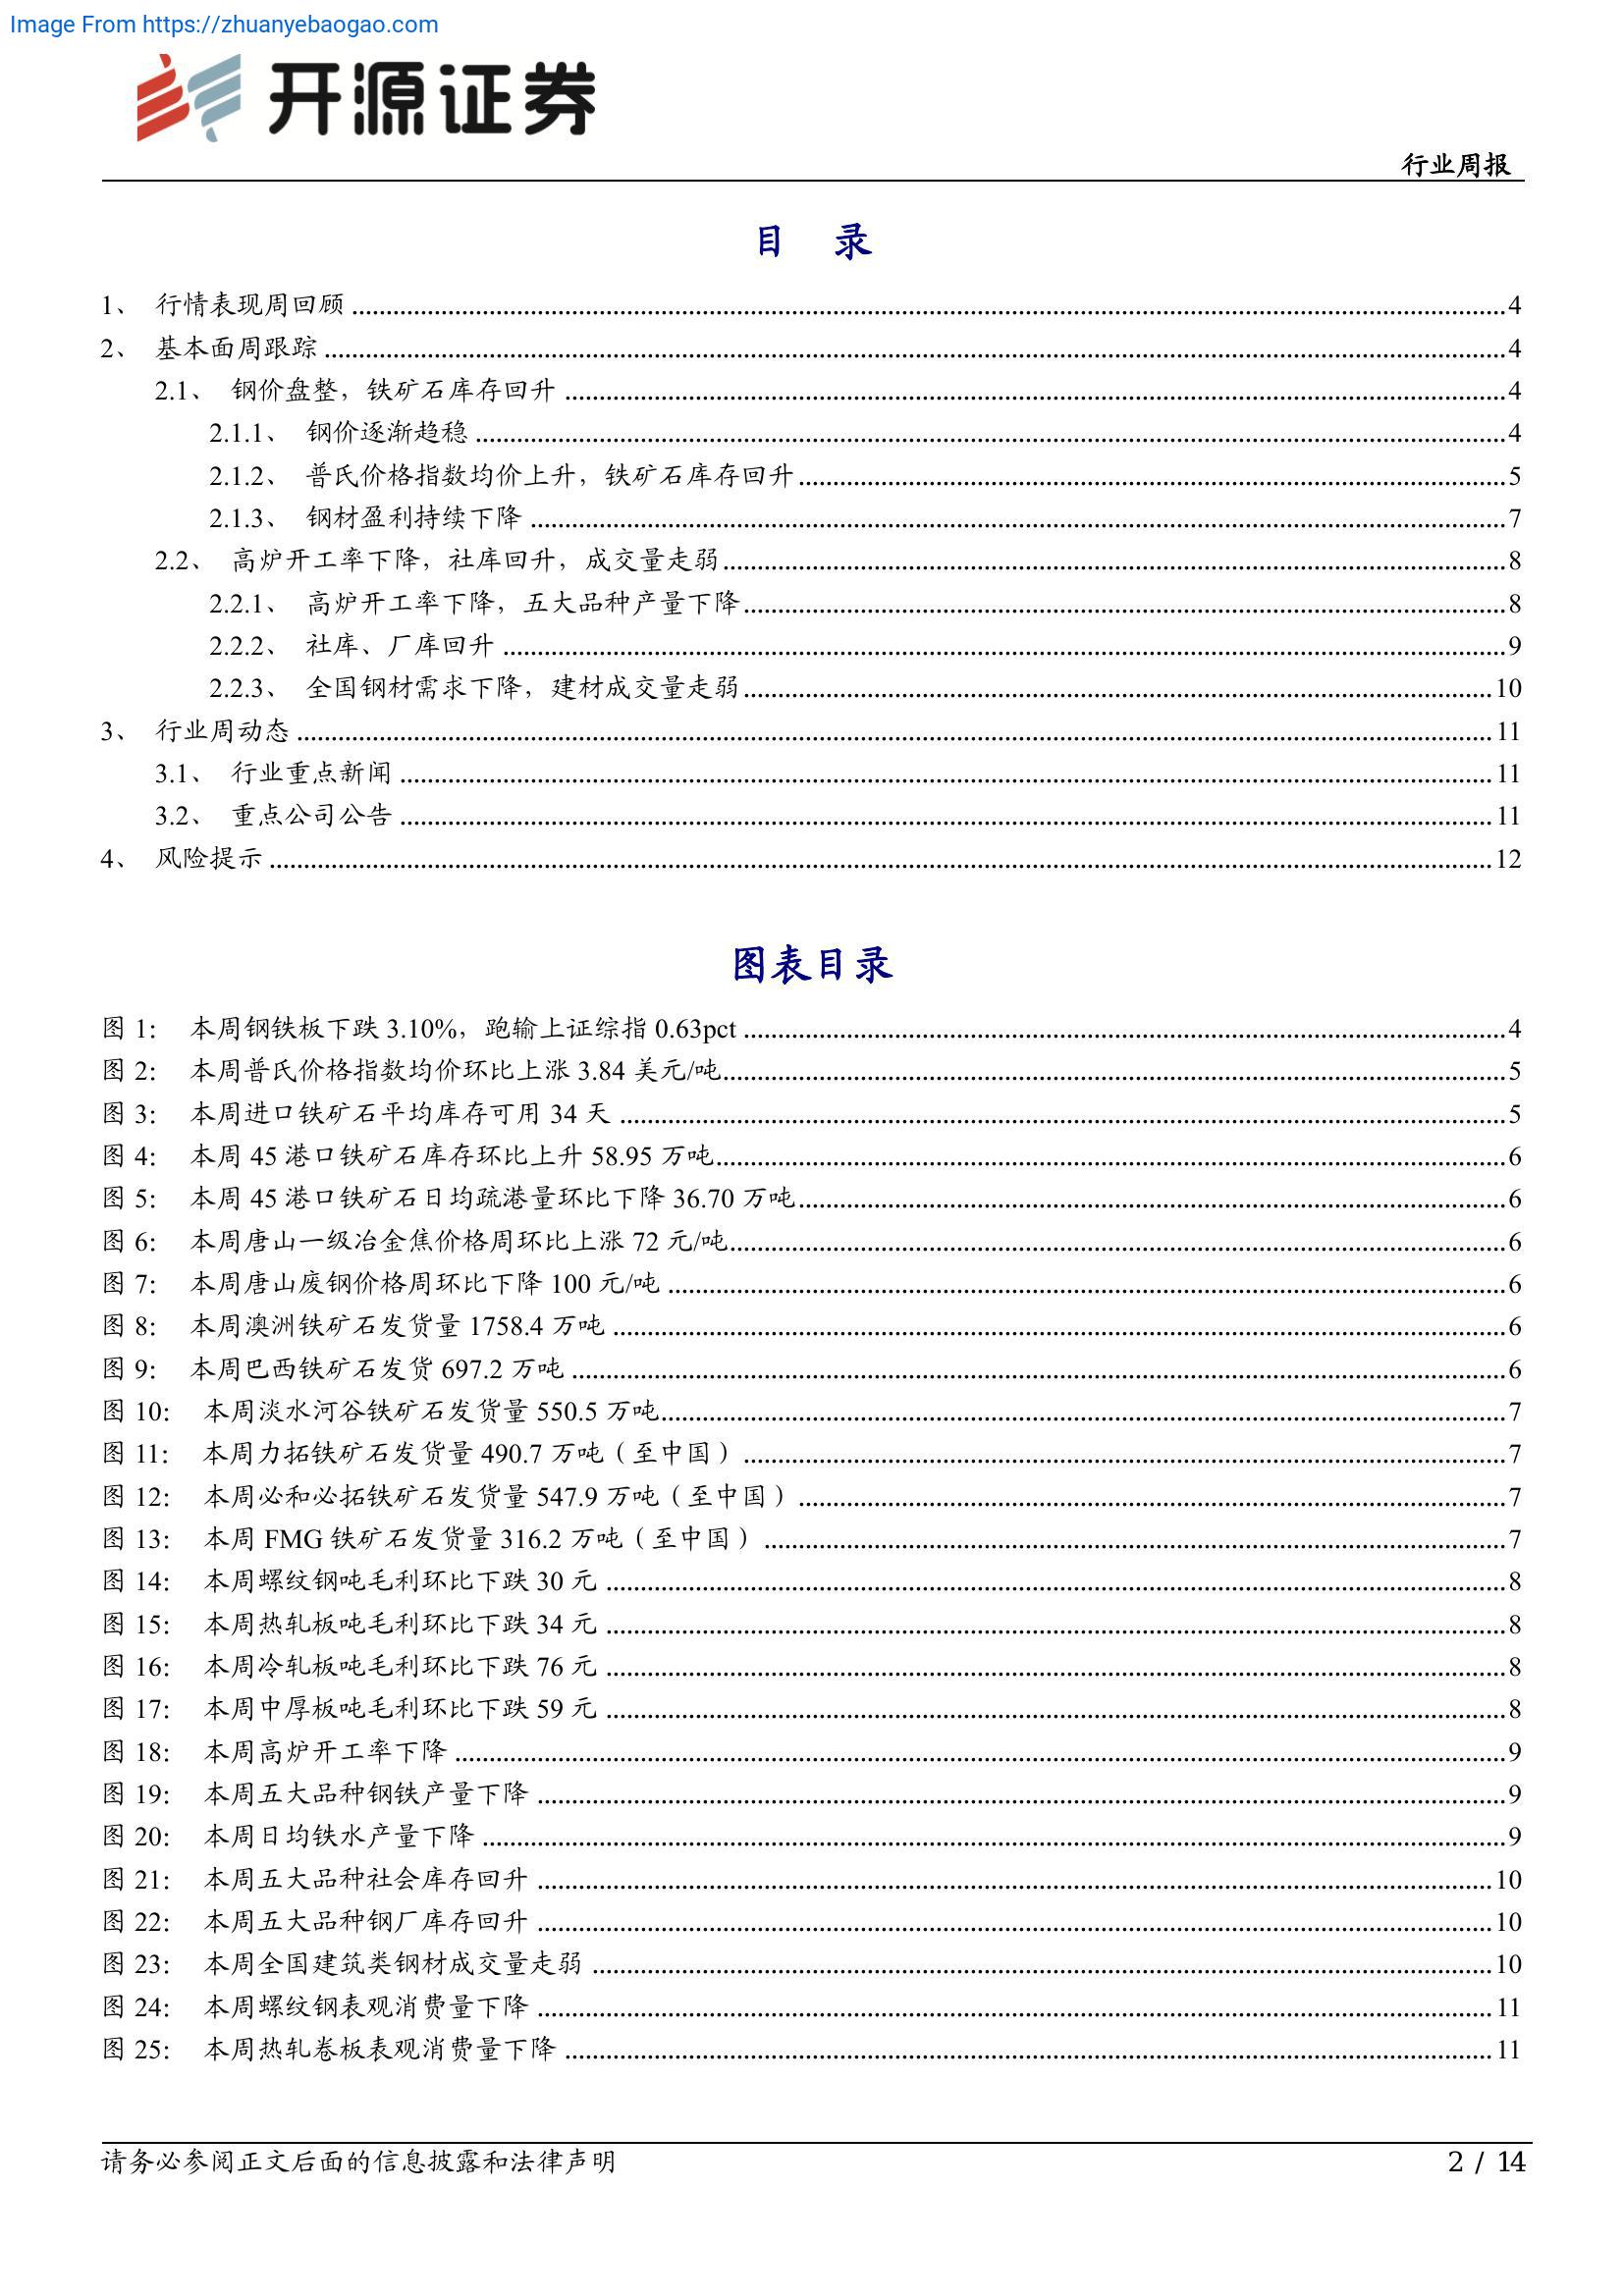 Image From https://zhuanyebaogao.com
开源证券
行业周报
目 录
1、 行情表现周回顾 ........ 4
2、 基本面周跟踪 ........ 4
2.1、 钢价盘整，铁矿石库存回升 ........ 4
2.1.1、 钢价逐渐趋稳 ........ 4
2.1.2、 普氏价格指数均价上升，铁矿石库存回升 ........ 5
2.1.3、 钢材盈利持续下降 ........ 7
2.2、 高炉开工率下降，社库回升，成交量走弱 ........ 8
2.2.1、 高炉开工率下降，五大品种产量下降 ........ 8
2.2.2、 社库、厂库回升 ........ 9
2.2.3、 全国钢材需求下降，建材成交量走弱 ........ 10
3、 行业周动态 ........ 11
3.1、 行业重点新闻 ........ 11
3.2、 重点公司公告 ........ 11
4、 风险提示 ........ 12
图表目录
图 1： 本周钢铁板下跌 3.10%，跑输上证综指 0.63pct ........ 4
图 2： 本周普氏价格指数均价环比上涨 3.84 美元/吨 ........ 5
图 3： 本周进口铁矿石平均库存可用 34 天 ........ 5
图 4： 本周 45 港口铁矿石库存环比上升 58.95 万吨 ........ 6
图 5： 本周 45 港口铁矿石日均疏港量环比下降 36.70 万吨 ........ 6
图 6： 本周唐山一级冶金焦价格周环比上涨 72 元/吨 ........ 6
图 7： 本周唐山废钢价格周环比下降 100 元/吨 ........ 6
图 8： 本周澳洲铁矿石发货量 1758.4 万吨 ........ 6
图 9： 本周巴西铁矿石发货 697.2 万吨 ........ 6
图 10： 本周淡水河谷铁矿石发货量 550.5 万吨 ........ 7
图 11： 本周力拓铁矿石发货量 490.7 万吨（至中国） ........ 7
图 12： 本周必和必拓铁矿石发货量 547.9 万吨（至中国） ........ 7
图 13： 本周 FMG 铁矿石发货量 316.2 万吨（至中国） ........ 7
图 14： 本周螺纹钢吨毛利环比下跌 30 元 ........ 8
图 15： 本周热轧板吨毛利环比下跌 34 元 ........ 8
图 16： 本周冷轧板吨毛利环比下跌 76 元 ........ 8
图 17： 本周中厚板吨毛利环比下跌 59 元 ........ 8
图 18： 本周高炉开工率下降 ........ 9
图 19： 本周五大品种钢铁产量下降 ........ 9
图 20： 本周日均铁水产量下降 ........ 9
图 21： 本周五大品种社会库存回升 ........ 10
图 22： 本周五大品种钢厂库存回升 ........ 10
图 23： 本周全国建筑类钢材成交量走弱 ........ 10
图 24： 本周螺纹钢表观消费量下降 ........ 11
图 25： 本周热轧卷板表观消费量下降 ........ 11
请务必参阅正文后面的信息披露和法律声明
2 / 14